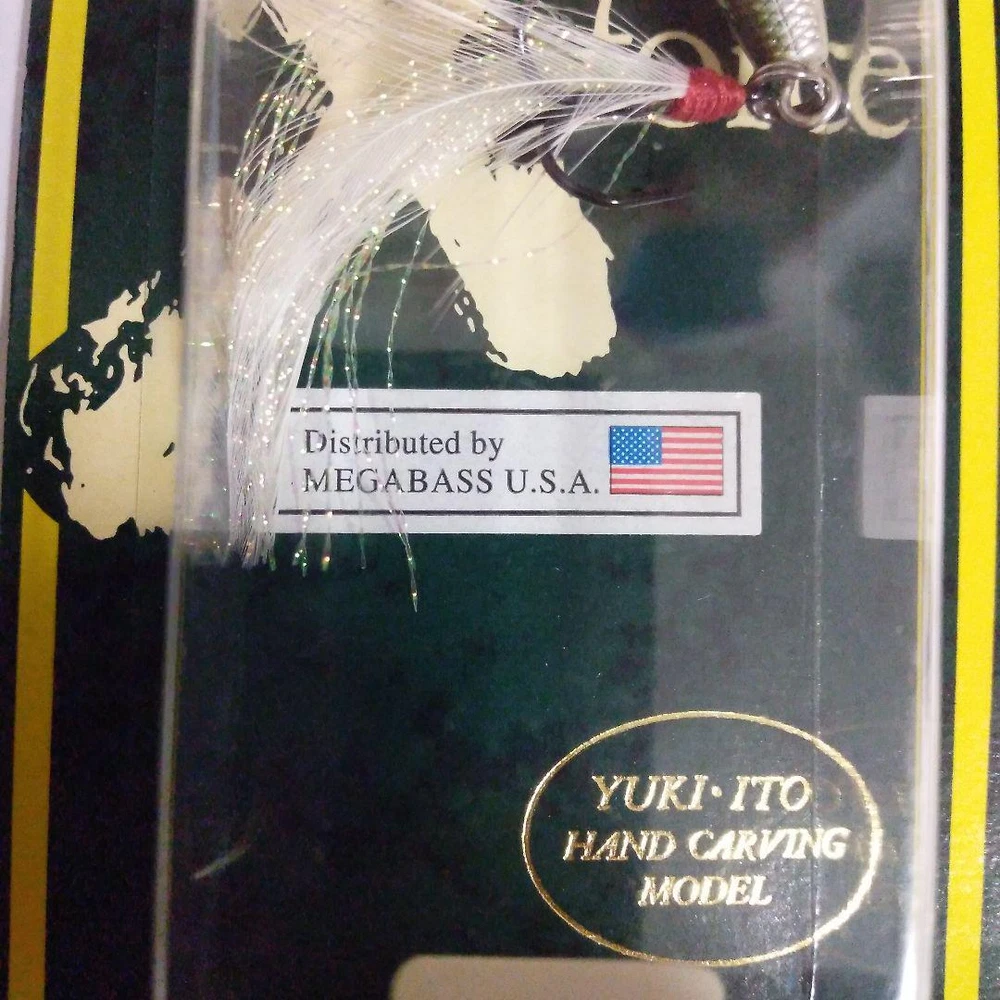 Distributed by
MEGABASS U.S.A.
YUKI·ITO
HAND CARVING
MODEL